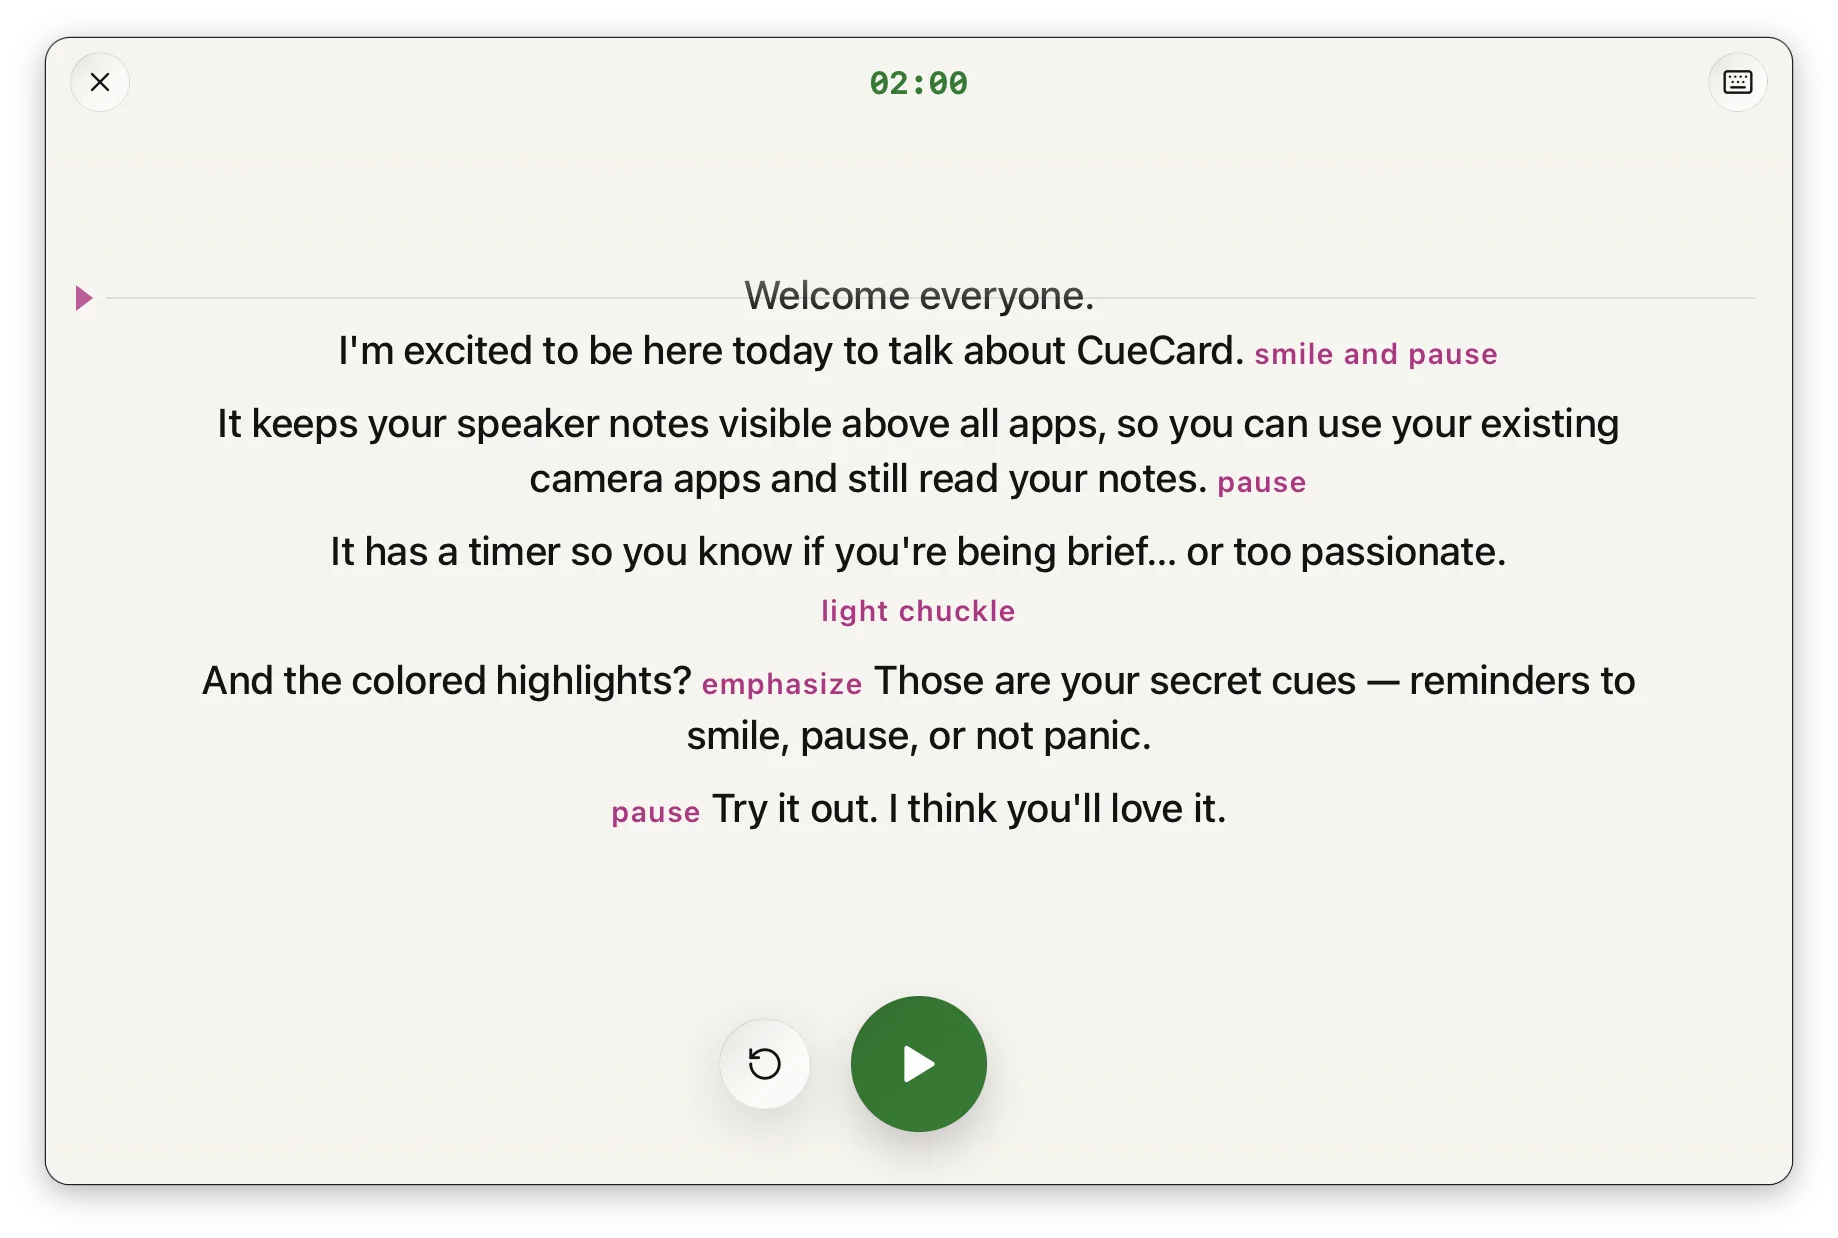 02:00
Welcome everyone.
I'm excited to be here today to talk about CueCard. smile and pause
It keeps your speaker notes visible above all apps, so you can use your existing
camera apps and still read your notes. pause
It has a timer so you know if you're being brief... or too passionate.
light chuckle
And the colored highlights? emphasize Those are your secret cues — reminders to
smile, pause, or not panic.
pause Try it out. I think you'll love it.